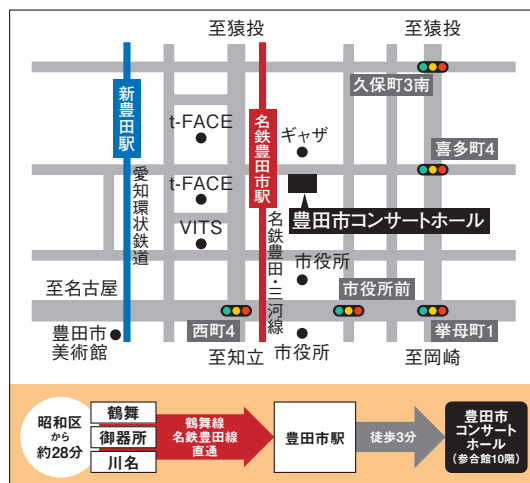 至猿投
至猿投
久保町3南
新豊田駅
t-FACE
名鉄豊田市駅
ギャザ
喜多町4
愛知環状鉄道
t-FACE
豊田市コンサートホール
VITS
名鉄豊田・三河線
市役所
至名古屋
市役所前
西町4
挙母町1
豊田市
美術館
至知立
市役所
至岡崎
昭和区
から
約28分
鶴舞
御器所
川名
鶴舞線
名鉄豊田線
直通
豊田市駅
徒歩3分
豊田市
コンサート
ホール
(参合館10階)